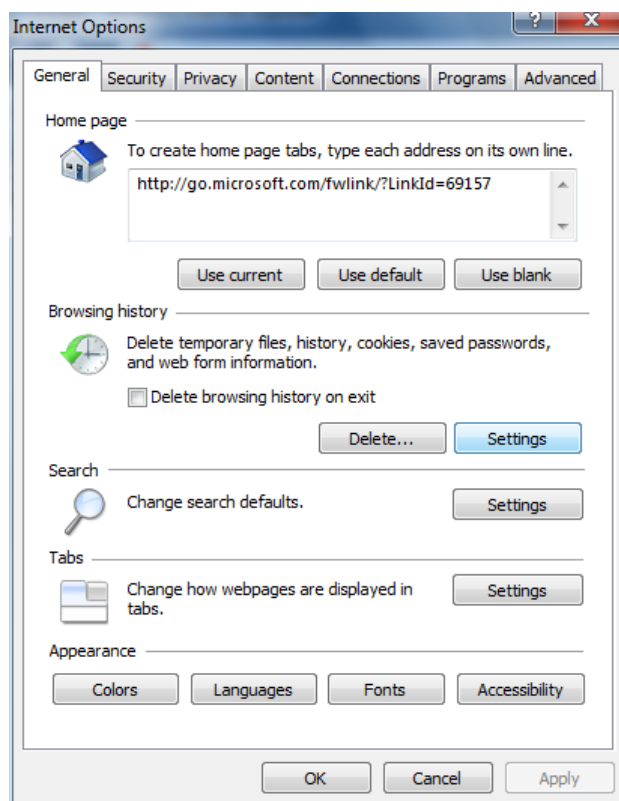 Internet Options
? X
General Security Privacy Content Connections Programs Advanced
Home page
To create home page tabs, type each address on its own line.
http://go.microsoft.com/fwlink/?LinkId=69157
Use current Use default Use blank
Browsing history
Delete temporary files, history, cookies, saved passwords,
and web form information.
Delete browsing history on exit
Delete... Settings
Search
Change search defaults. Settings
Tabs
Change how webpages are displayed in
tabs.
Settings
Appearance
Colors Languages Fonts Accessibility
OK Cancel Apply